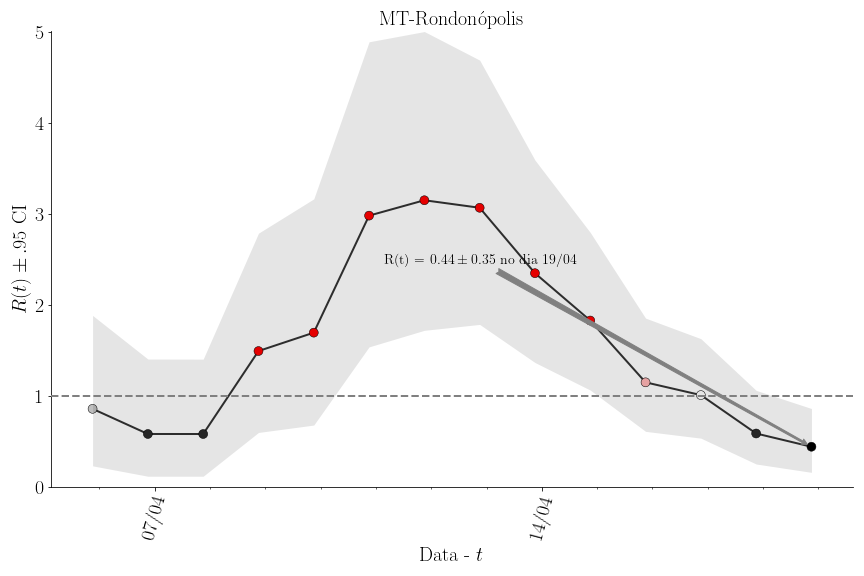 MT-Rondonópolis
5
4
3
2
1
0
R(t) ± .95 CI
R(t) = 0.44 ± 0.35 no dia 19/04
07/04
14/04
Data - t